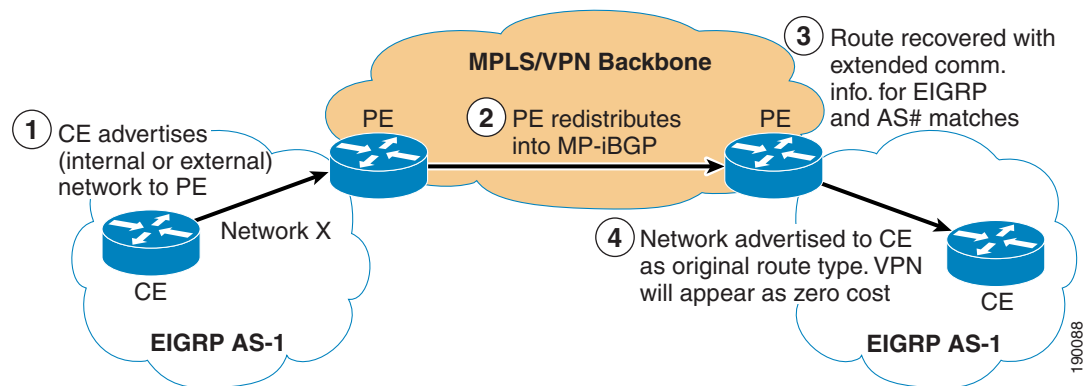 MPLS/VPN Backbone
1 CE advertises
(internal or external)
network to PE
PE
2 PE redistributes
into MP-iBGP
PE
3 Route recovered with
extended comm.
info. for EIGRP
and AS# matches
Network X
CE
EIGRP AS-1
4 Network advertised to CE
as original route type. VPN
will appear as zero cost
CE
EIGRP AS-1
190088